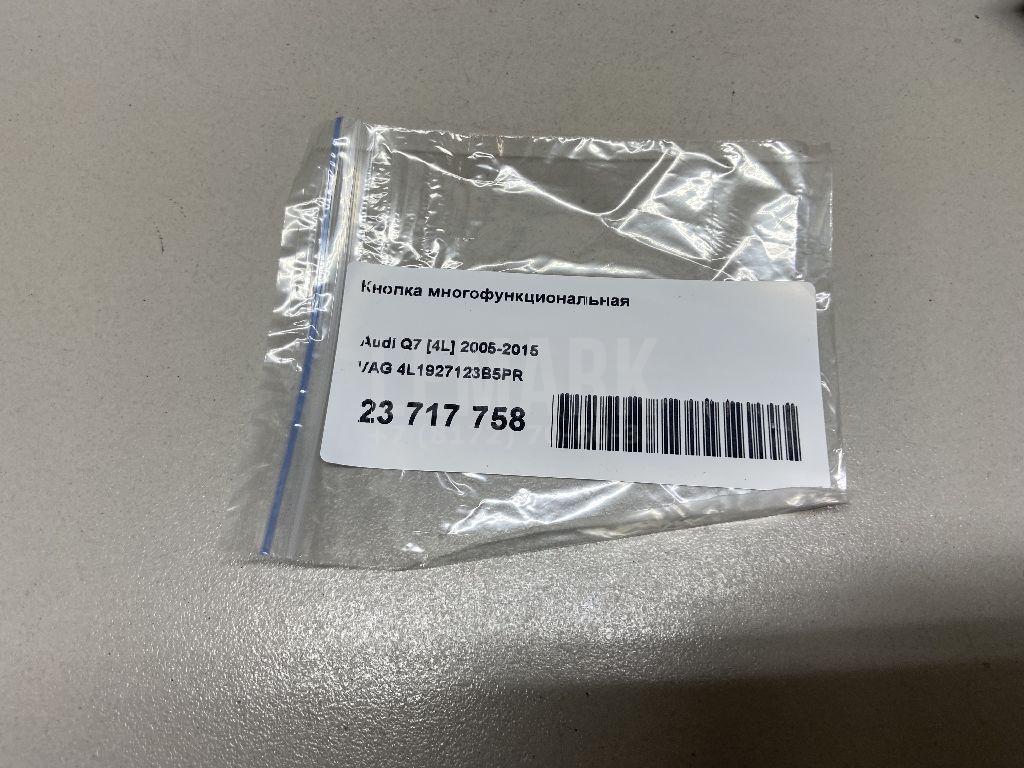 Кнопка многофункциональная
Audi Q7 [4L] 2005-2015
VAG 4L1927123B5PR
23 717 758